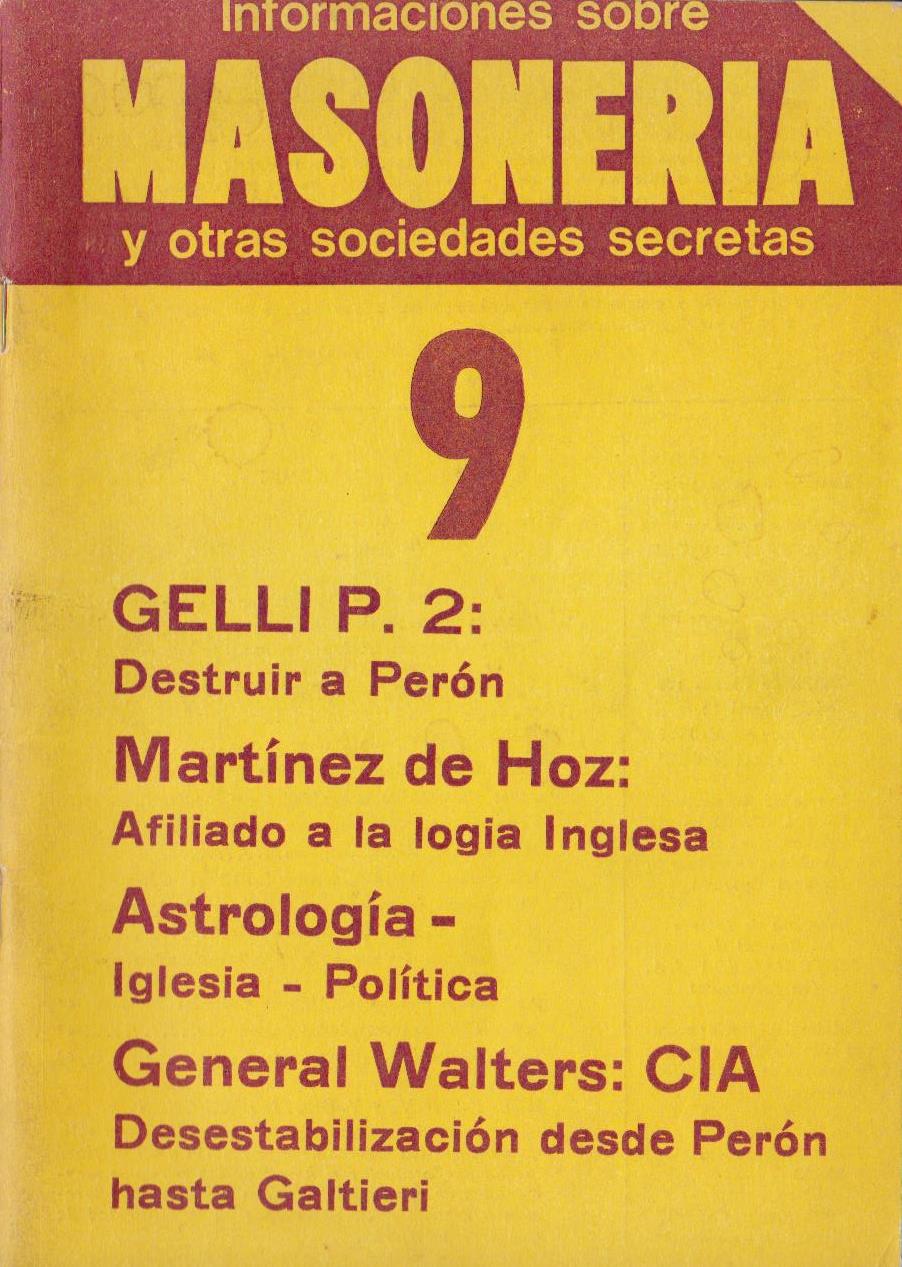 Informaciones sobre
MASONERIA
y otras sociedades secretas
9
GELLI P. 2:
Destruir a Perón
Martínez de Hoz:
Afiliado a la logia Inglesa
Astrología -
Iglesia - Política
General Walters: CIA
Desestabilización desde Perón
hasta Galtieri